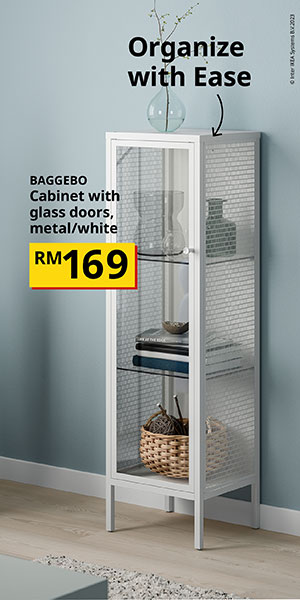 Organize
with Ease
© Inter IKEA Systems B.V.2023
BAGGEBO
Cabinet with
glass doors,
metal/white
RM169